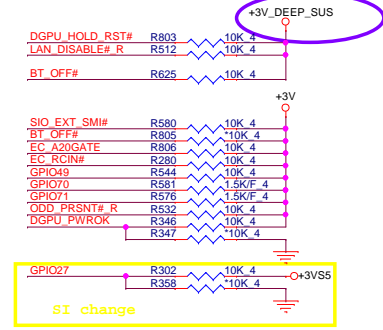 +3V_DEEP_SUS
DGPU_HOLD_RST# R803 10K_4
LAN_DISABLE#_R R512 10K_4
BT_OFF# R625 10K_4
+3V
SIO_EXT_SMI# R580 10K_4
BT_OFF# R805 *10K_4
EC_A20GATE R806 10K_4
EC_RCIN# R280 10K_4
GPIO49 R544 10K_4
GPIO70 R581 1.5K/F_4
GPIO71 R576 1.5K/F_4
ODD_PRSNT#_R R532 10K_4
DGPU_PWROK R346 10K_4
R347 *10K_4
GPIO27 R302 10K_4 +3VS5
R358 *10K_4
SI change